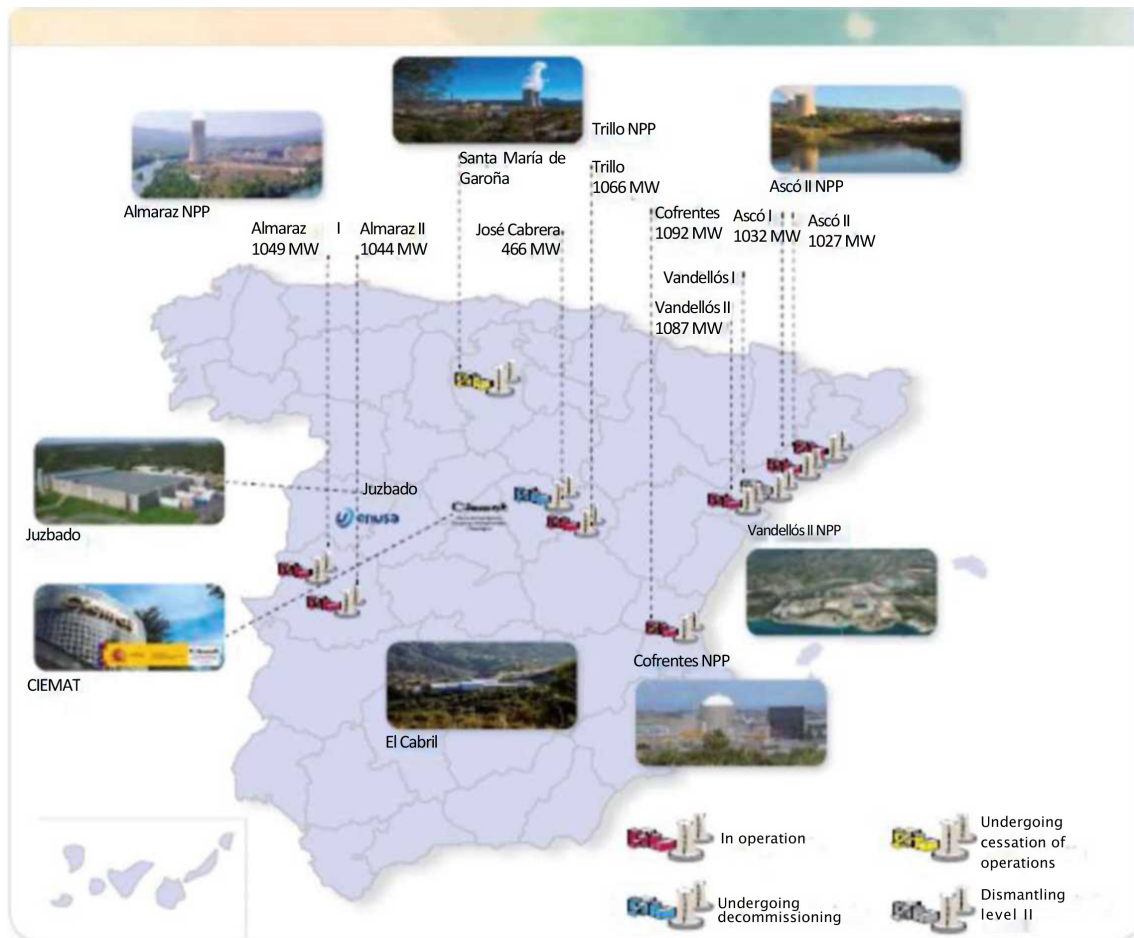 Trillo NPP
Santa María de
Garoña
Trillo
1066 MW
Ascó II NPP
Almaraz NPP
Almaraz I
1049 MW
Almaraz II
1044 MW
José Cabrera
466 MW
Cofrentes
1092 MW
Ascó I
1032 MW
Ascó II
1027 MW
Vandellós I
Vandellós II
1087 MW
Juzbado
enusa
Juzbado
Ciemat
Vandellós II NPP
CIEMAT
Cofrentes NPP
El Cabril
In operation
Undergoing
cessation of
operations
Undergoing
decommissioning
Dismantling
level II